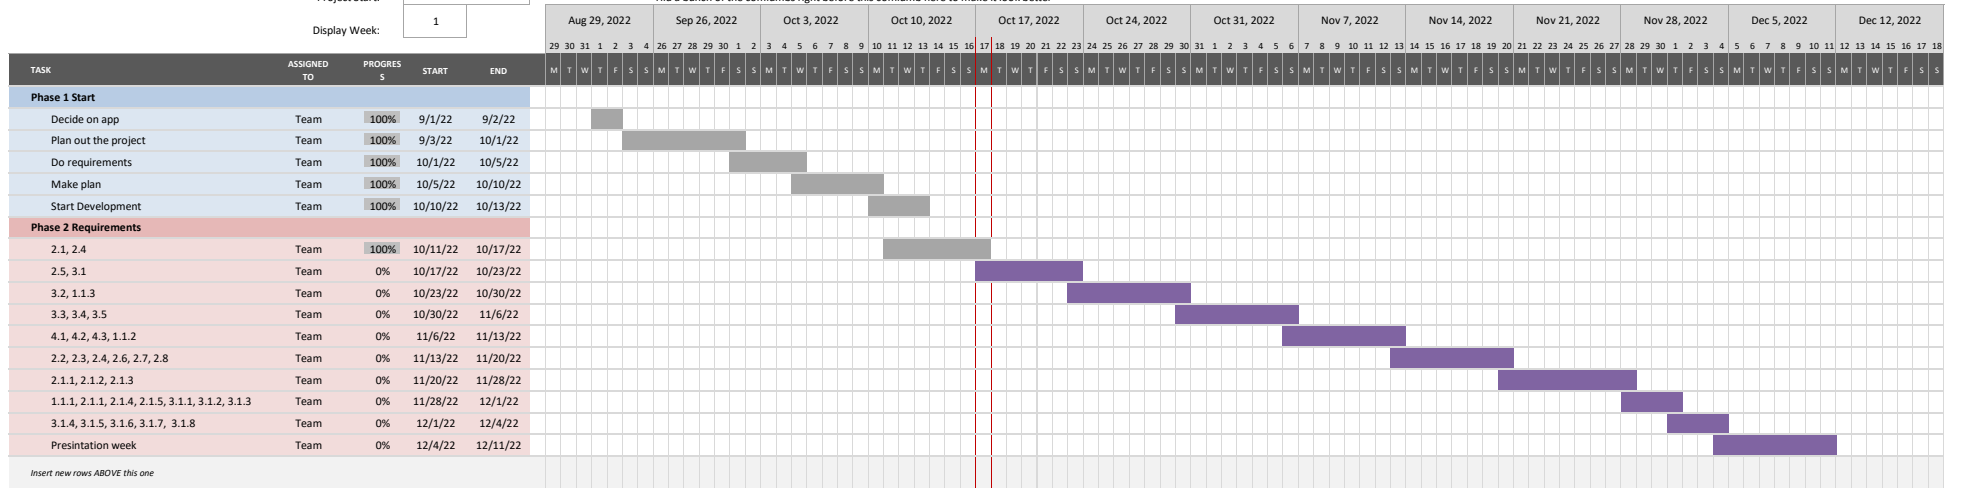 Display Week: 1
Aug 29, 2022 Sep 26, 2022 Oct 3, 2022 Oct 10, 2022 Oct 17, 2022 Oct 24, 2022 Oct 31, 2022 Nov 7, 2022 Nov 14, 2022 Nov 21, 2022 Nov 28, 2022 Dec 5, 2022 Dec 12, 2022
29 30 31 1 2 3 4 26 27 28 29 30 1 2 3 4 5 6 7 8 9 10 11 12 13 14 15 16 17 18 19 20 21 22 23 24 25 26 27 28 29 30 31 1 2 3 4 5 6 7 8 9 10 11 12 13 14 15 16 17 18 19 20 21 22 23 24 25 26 27 28 29 30 1 2 3 4 5 6 7 8 9 10 11 12 13 14 15 16 17 18
TASK ASSIGNED TO PROGRES S START END M T W T F S S M T W T F S S M T W T F S S M T W T F S S M T W T F S S M T W T F S S M T W T F S S M T W T F S S M T W T F S S M T W T F S S M T W T F S S M T W T F S S M T W T F S S
Phase 1 Start
Decide on app Team 100% 9/1/22 9/2/22
Plan out the project Team 100% 9/3/22 10/1/22
Do requirements Team 100% 10/1/22 10/5/22
Make plan Team 100% 10/5/22 10/10/22
Start Development Team 100% 10/10/22 10/13/22
Phase 2 Requirements
2.1, 2.4 Team 100% 10/11/22 10/17/22
2.5, 3.1 Team 0% 10/17/22 10/23/22
3.2, 1.1.3 Team 0% 10/23/22 10/30/22
3.3, 3.4, 3.5 Team 0% 10/30/22 11/6/22
4.1, 4.2, 4.3, 1.1.2 Team 0% 11/6/22 11/13/22
2.2, 2.3, 2.4, 2.6, 2.7, 2.8 Team 0% 11/13/22 11/20/22
2.1.1, 2.1.2, 2.1.3 Team 0% 11/20/22 11/28/22
1.1.1, 2.1.1, 2.1.4, 2.1.5, 3.1.1, 3.1.2, 3.1.3 Team 0% 11/28/22 12/1/22
3.1.4, 3.1.5, 3.1.6, 3.1.7, 3.1.8 Team 0% 12/1/22 12/4/22
Presintation week Team 0% 12/4/22 12/11/22
Insert new rows ABOVE this one